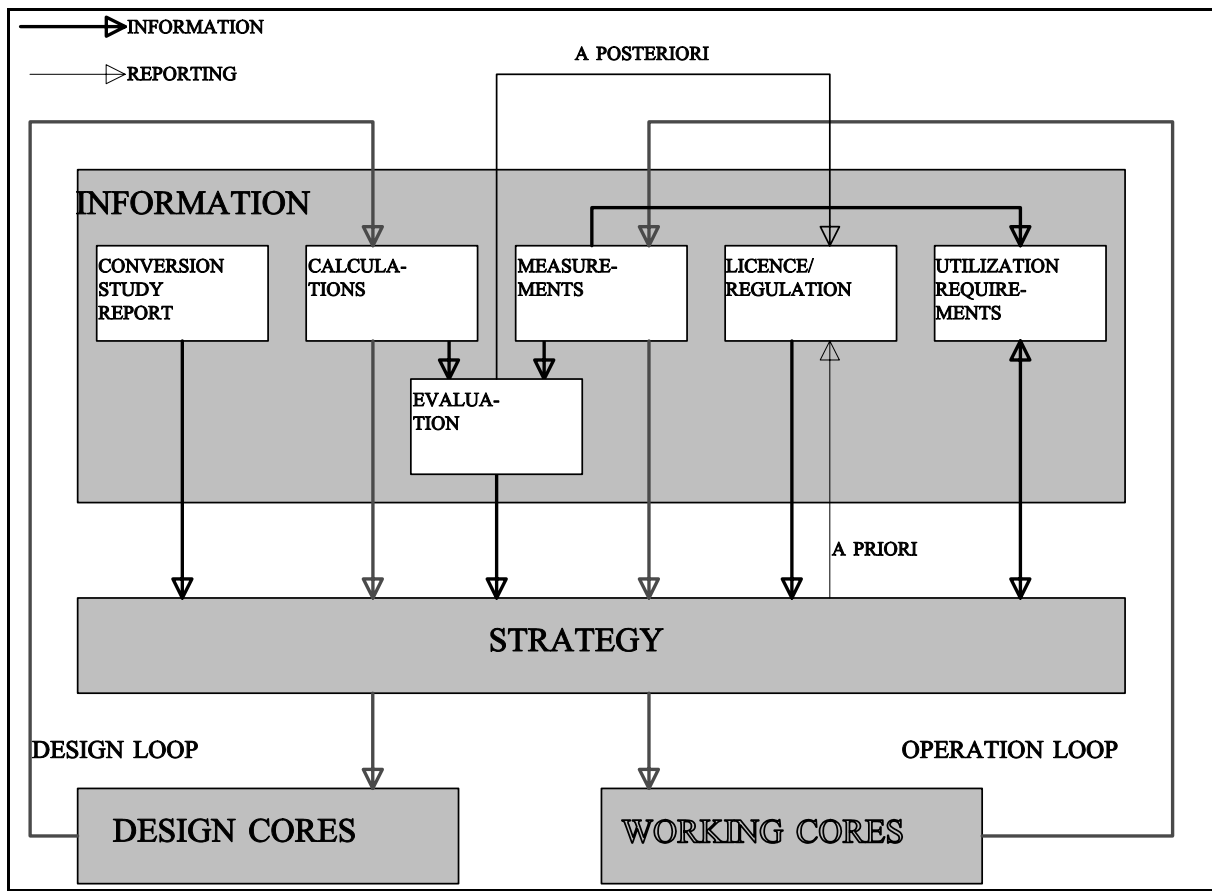 INFORMATION
REPORTING
A POSTERIORI
INFORMATION
CONVERSION
STUDY
REPORT
CALCULA-
TIONS
MEASURE-
MENTS
LICENCE/
REGULATION
UTILIZATION
REQUIRE-
MENTS
EVALUA-
TION
A PRIORI
STRATEGY
DESIGN LOOP
OPERATION LOOP
DESIGN CORES
WORKING CORES